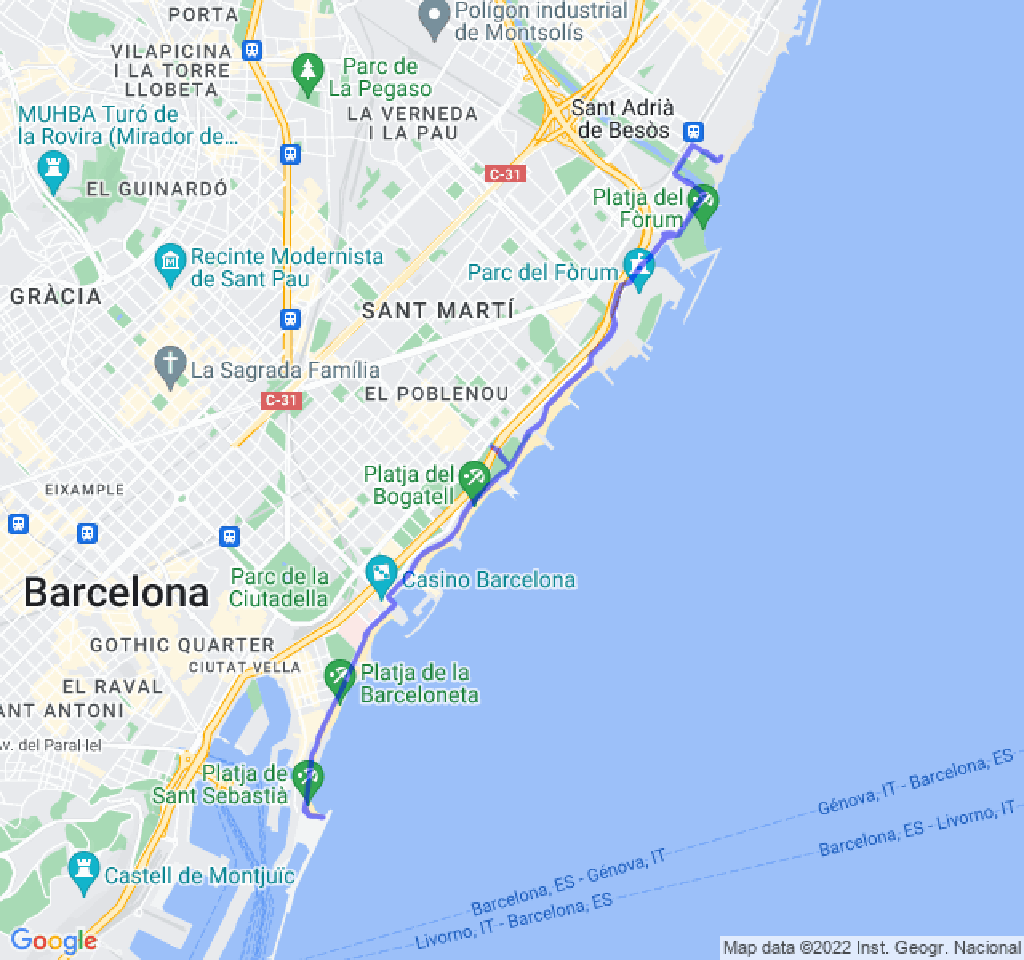 PORTA
Polígon industrial
de Montsolís
VILAPICINA
I LA TORRE
LLOBETA
Parc de
La Pegaso
MUHBA Turó de
la Rovira (Mirador de...
LA VERNEDA
I LA PAU
Sant Adrià
de Besòs
C-31
EL GUINARDÓ
Platja del
Fòrum
Recinte Modernista
de Sant Pau
Parc del Fòrum
GRÀCIA
SANT MARTÍ
La Sagrada Família
EL POBLENOU
C-31
Platja del
Bogatell
EIXAMPLE
Parc de la
Ciutadella
Casino Barcelona
Barcelona
GOTHIC QUARTER
CIUTAT VELLA
Platja de la
Barceloneta
EL RAVAL
ANT ANTONI
v. del Paral·lel
Platja de
Sant Sebastià
Génova, IT - Barcelona, ES
Barcelona, ES - Livorno, IT
Castell de Montjuïc
Barcelona, ES - Génova, IT
Livorno, IT - Barcelona, ES
Google
Map data ©2022 Inst. Geogr. Nacional